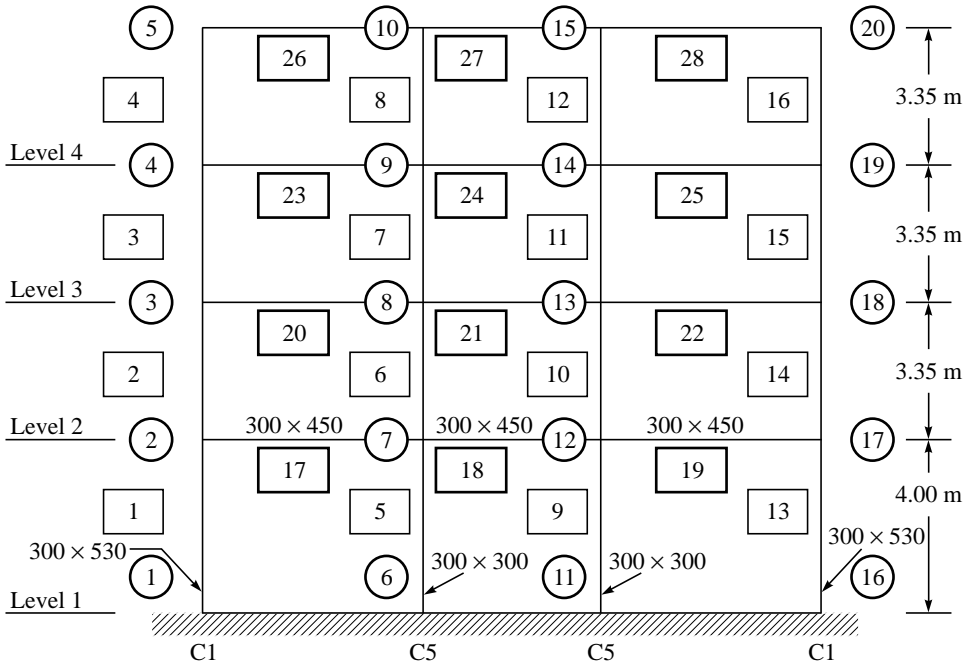 5 10 15 20
26 27 28
4 8 12 16 3.35 m
Level 4
4 9 14 19
23 24 25
3 7 11 15 3.35 m
Level 3
3 8 13 18
20 21 22
2 6 10 14 3.35 m
Level 2 300 × 450 300 × 450 300 × 450
2 7 12 17
17 18 19
1 5 9 13 4.00 m
300 × 530 300 × 300 300 × 300 300 × 530
1 6 11 16
Level 1
C1 C5 C5 C1